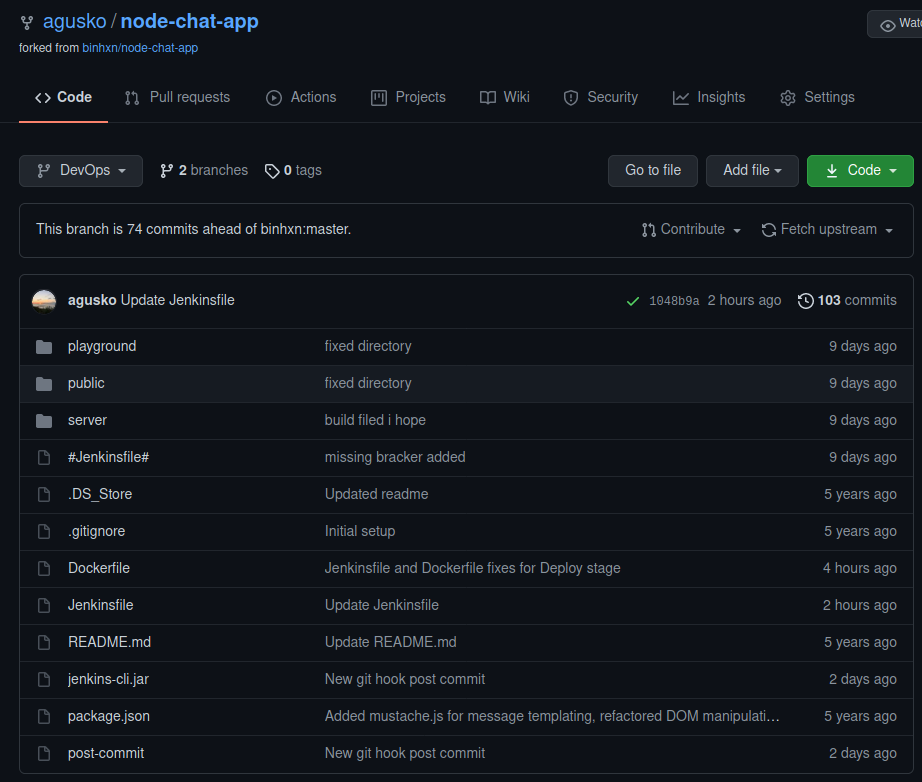 agusko / node-chat-app
Watc
forked from binhxn/node-chat-app
Code Pull requests Actions Projects Wiki Security Insights Settings
DevOps 2 branches 0 tags Go to file Add file Code
This branch is 74 commits ahead of binhxn:master. Contribute Fetch upstream
agusko Update Jenkinsfile 1048b9a 2 hours ago 103 commits
playground fixed directory 9 days ago
public fixed directory 9 days ago
server build filed i hope 9 days ago
#Jenkinsfile# missing bracker added 9 days ago
.DS_Store Updated readme 5 years ago
.gitignore Initial setup 5 years ago
Dockerfile Jenkinsfile and Dockerfile fixes for Deploy stage 4 hours ago
Jenkinsfile Update Jenkinsfile 2 hours ago
README.md Update README.md 5 years ago
jenkins-cli.jar New git hook post commit 2 days ago
package.json Added mustache.js for message templating, refactored DOM manipulati… 5 years ago
post-commit New git hook post commit 2 days ago